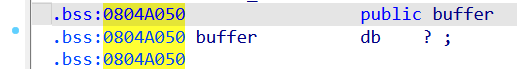 .bss:0804A050 public buffer
.bss:0804A050 buffer db ? ;
.bss:0804A050